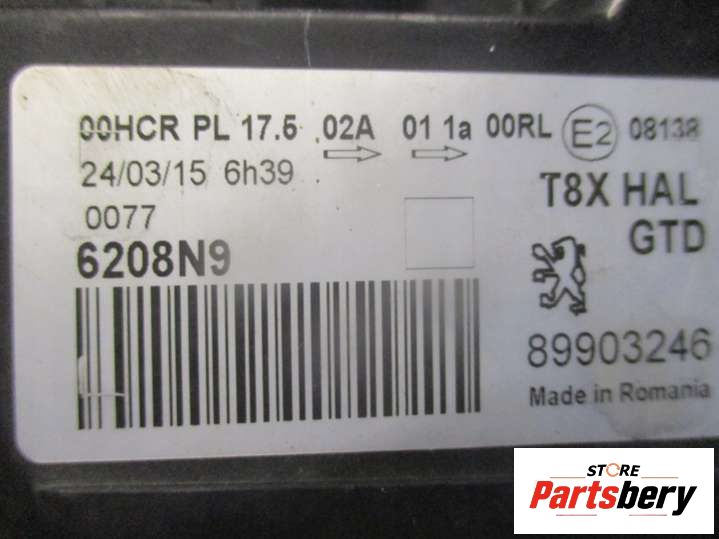 00HCR PL 17.5 02A 01 1a 00RL E2 08138
24/03/15 6h39
0077
6208N9
T8X HAL
GTD
89903246
Made in Romania
STORE
Partsbery